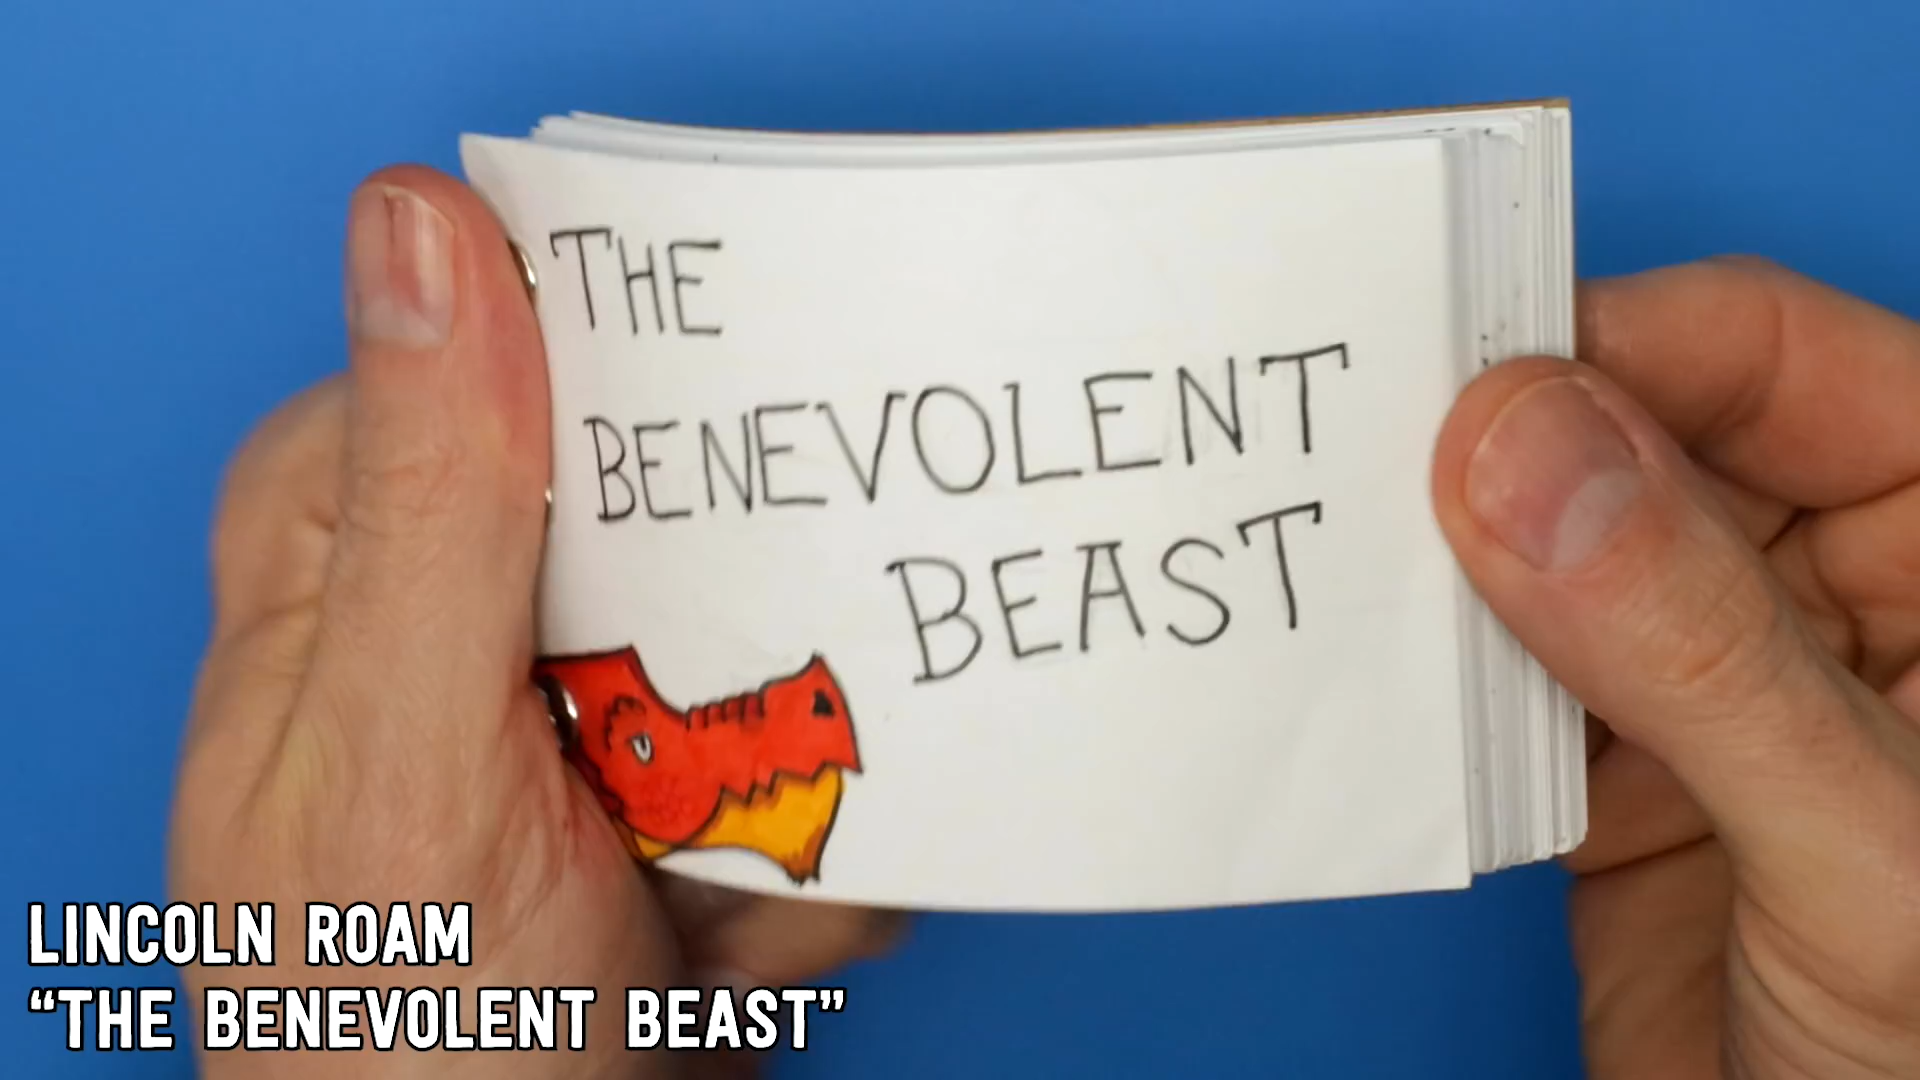 THE
BENEVOLENT
BEAST
LINCOLN ROAM
“THE BENEVOLENT BEAST”